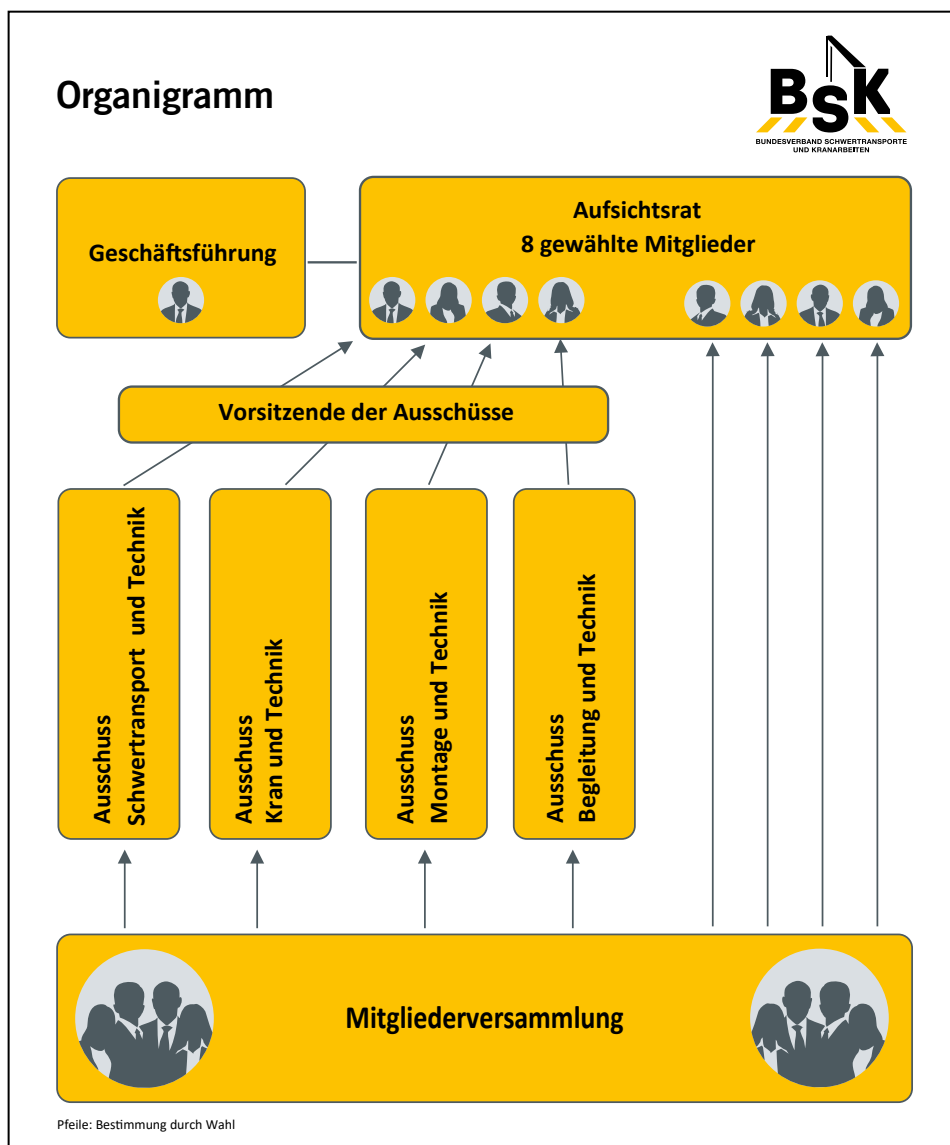 Organigramm
BSK
BUNDESVERBAND SCHWERTRANSPORTE
UND KRANARBEITEN
Geschäftsführung
Aufsichtsrat
8 gewählte Mitglieder
Vorsitzende der Ausschüsse
Ausschuss
Schwertransport und Technik
Ausschuss
Kran und Technik
Ausschuss
Montage und Technik
Ausschuss
Begleitung und Technik
Mitgliederversammlung
Pfeile: Bestimmung durch Wahl